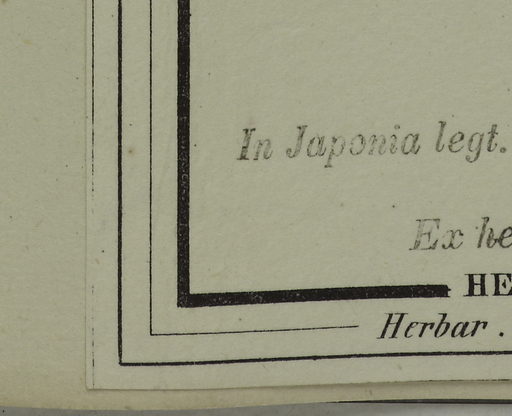 In Japonia legt.
Ex he
HE
Herbar .